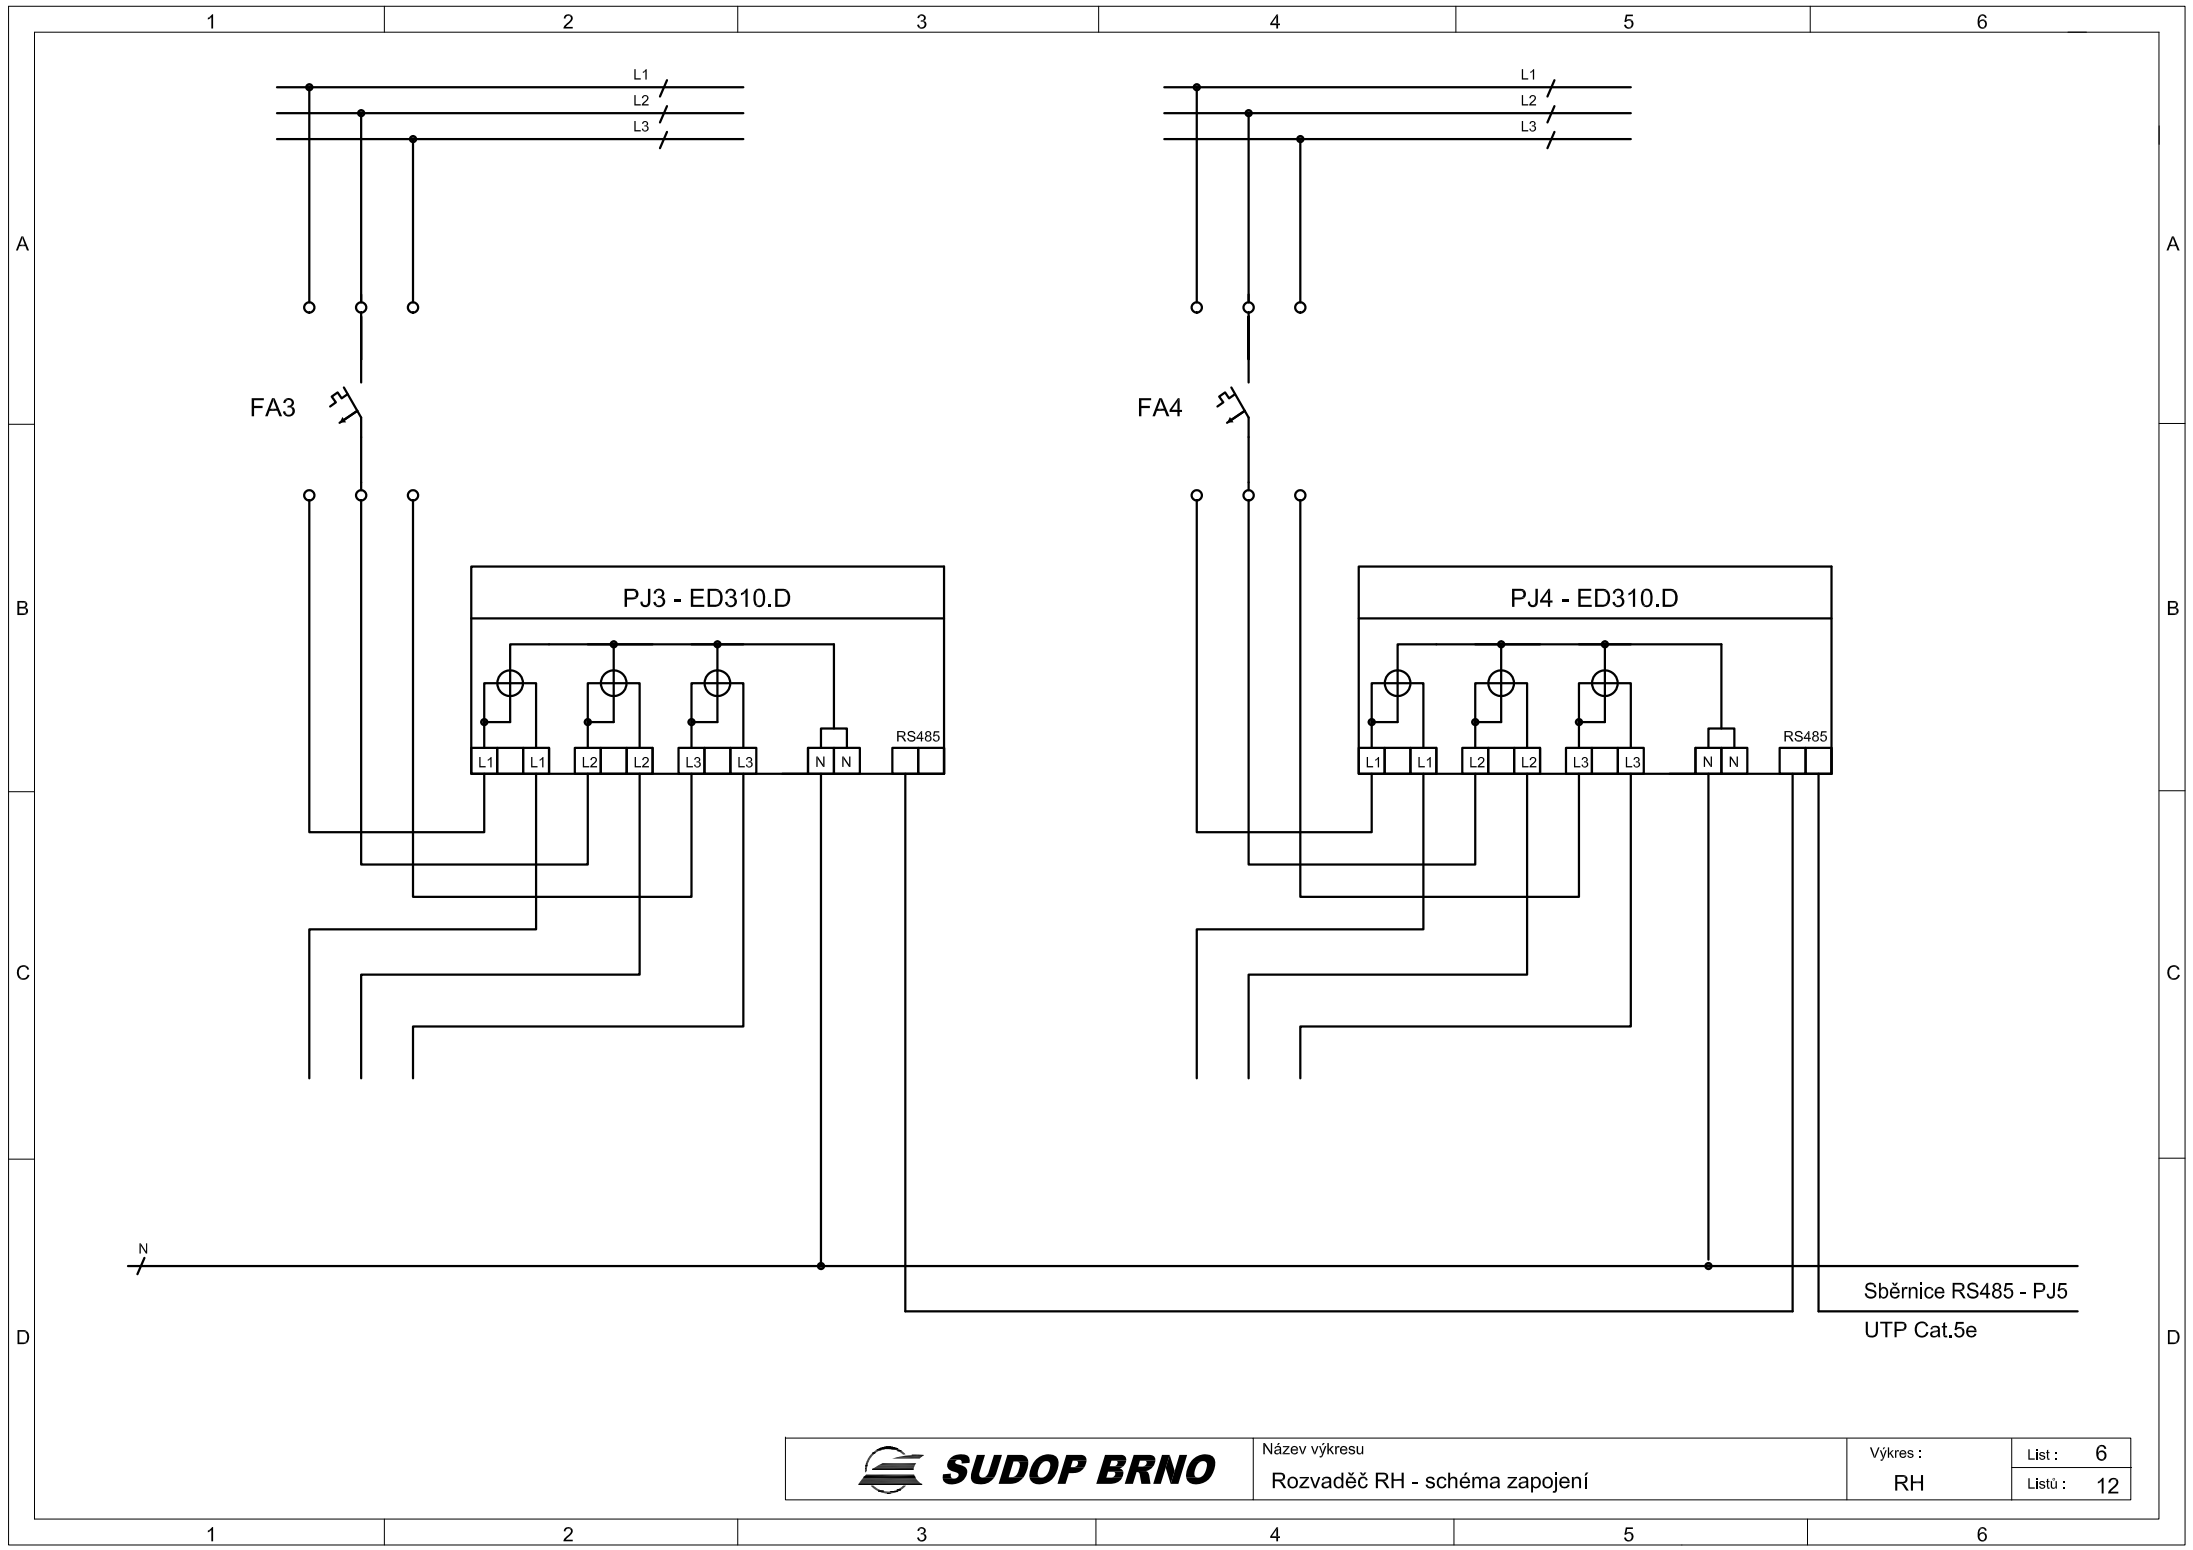 1 2 3 4 5 6
L1 L1
L2 L2
L3 L3
A A
FA3 FA4
PJ3 - ED310.D PJ4 - ED310.D
B B
RS485 RS485
L1 L1 L2 L2 L3 L3 N N L1 L1 L2 L2 L3 L3 N N
C C
N
Sběrnice RS485 - PJ5
UTP Cat.5e
D D
SUDOP BRNO
Název výkresu
Rozvaděč RH - schéma zapojení
Výkres :
RH
List : 6
Listů : 12
1 2 3 4 5 6